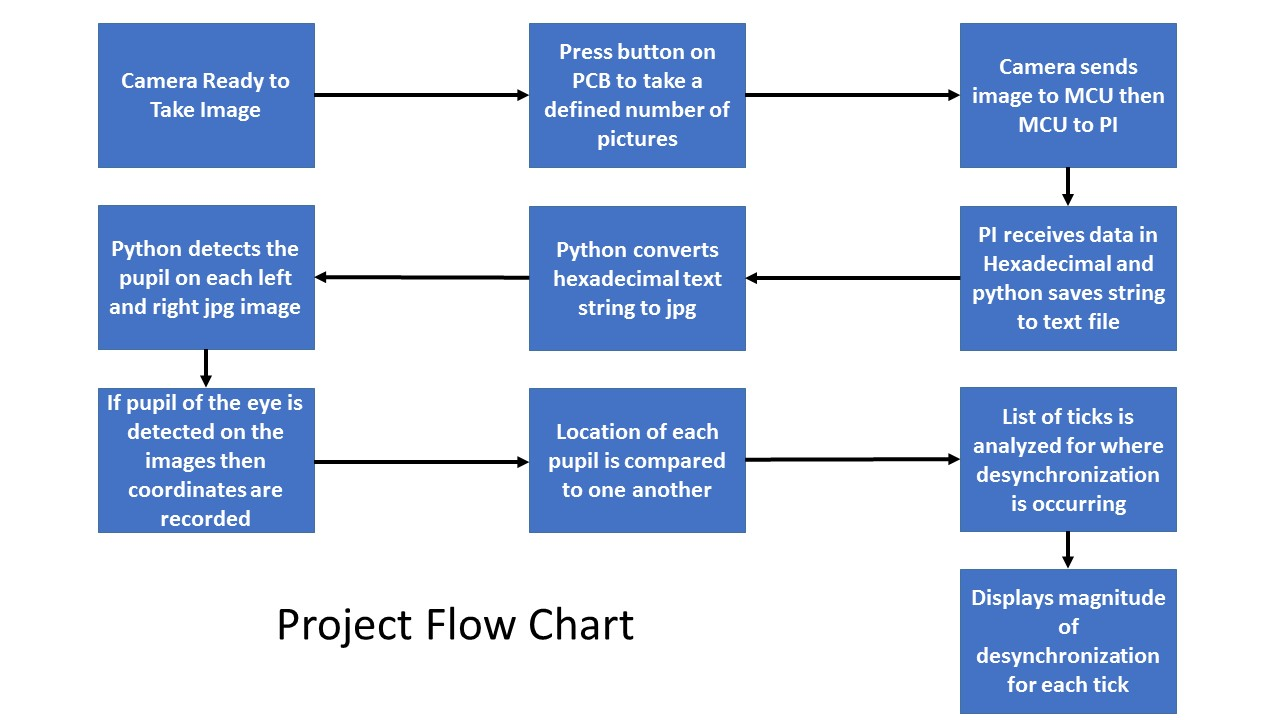 Camera Ready to
Take Image
Press button on
PCB to take a
defined number of
pictures
Camera sends
image to MCU then
MCU to PI
PI receives data in
Hexadecimal and
python saves string
to text file
Python converts
hexadecimal text
string to jpg
Python detects the
pupil on each left
and right jpg image
If pupil of the eye is
detected on the
images then
coordinates are
recorded
Location of each
pupil is compared
to one another
List of ticks is
analyzed for where
desynchronization
is occurring
Displays magnitude
of
desynchronization
for each tick
Project Flow Chart